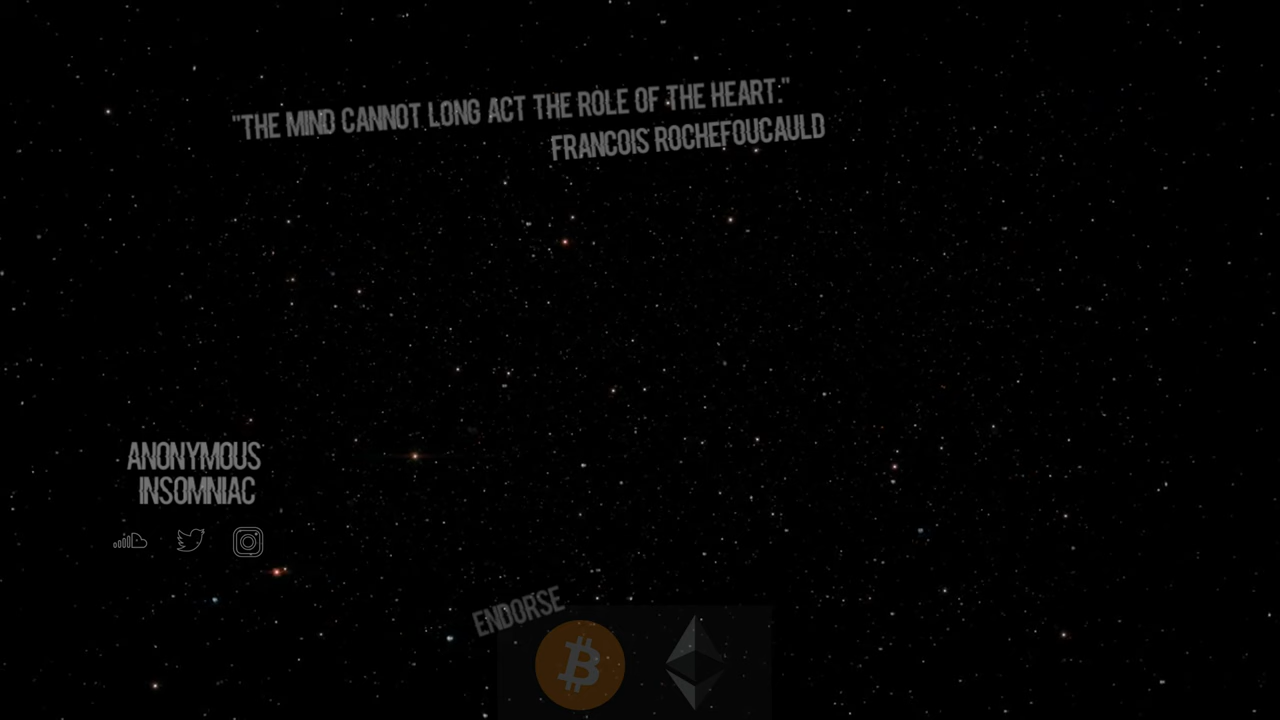 "THE MIND CANNOT LONG ACT THE ROLE OF THE HEART."
FRANCOIS ROCHEFOUCAULD
ANONYMOUS
INSOMNIAC
ENDORSE